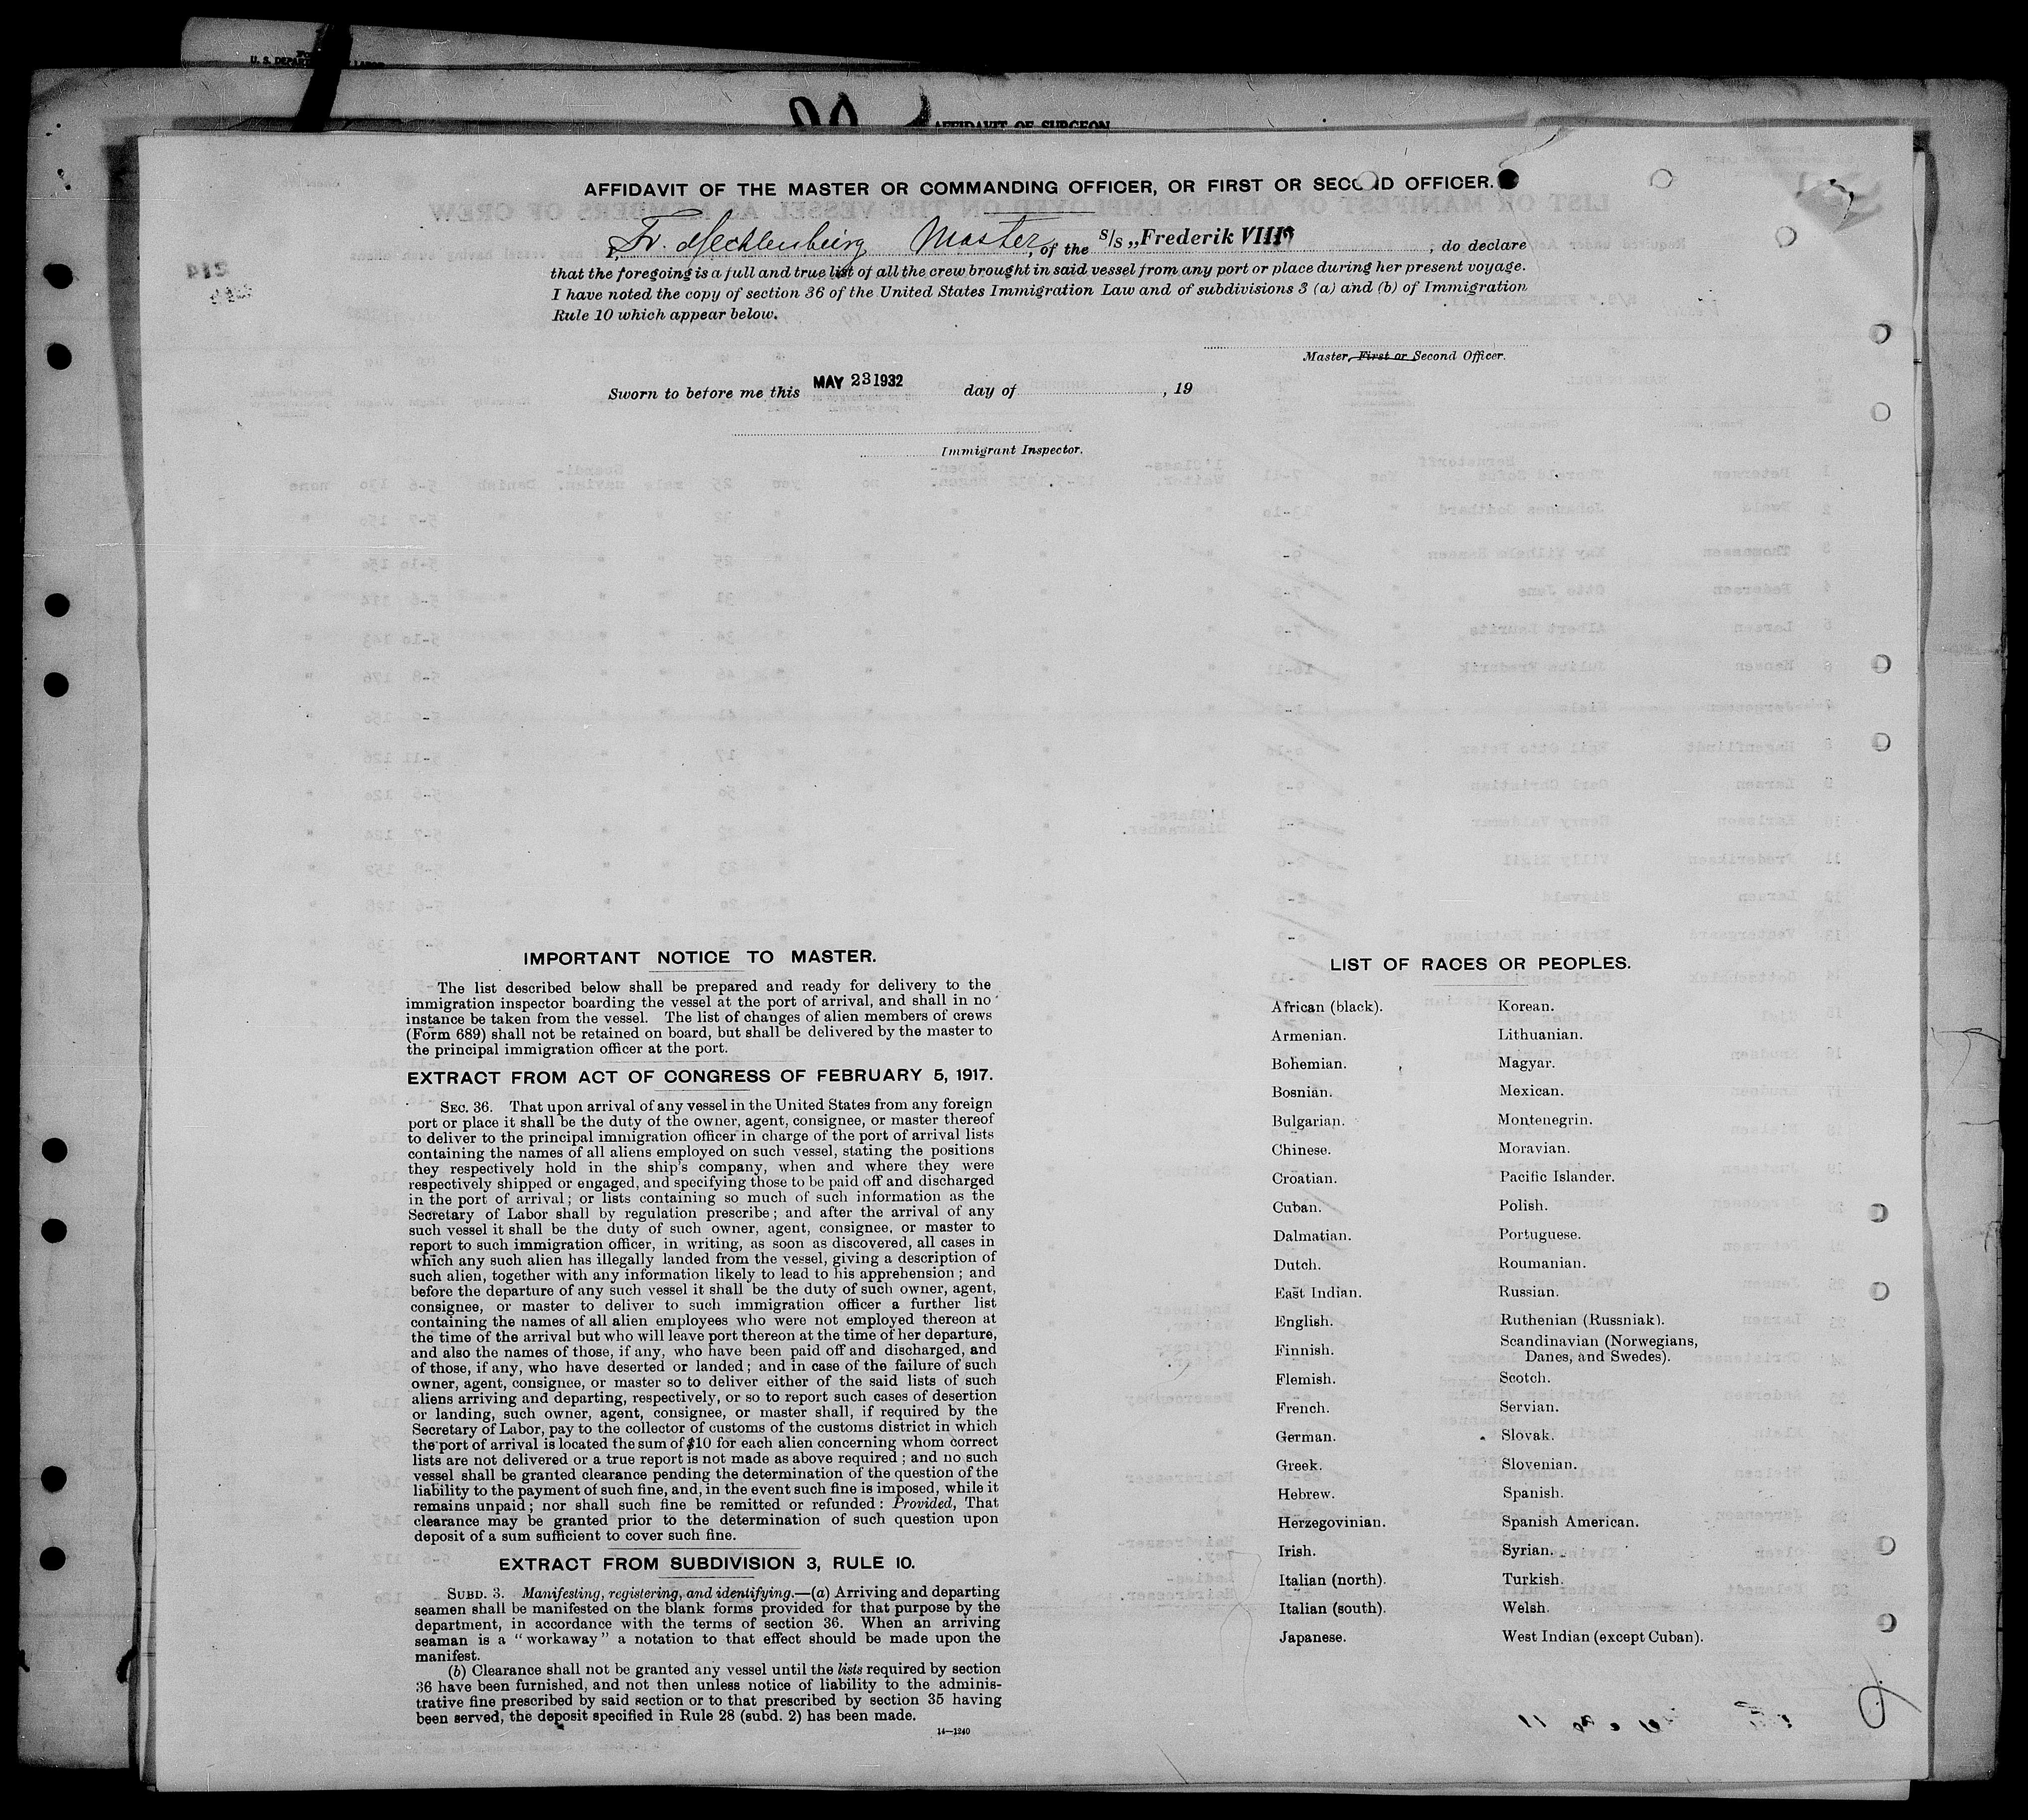 AFFIDAVIT OF SURGEON
AFFIDAVIT OF THE MASTER OR COMMANDING OFFICER, OR FIRST OR SECOND OFFICER.
I, Fr. Mecklenburg Master, of the S/S „Frederik VIII" , do declare
that the foregoing is a full and true list of all the crew brought in said vessel from any port or place during her present voyage.
I have noted the copy of section 36 of the United States Immigration Law and of subdivisions 3 (a) and (b) of Immigration
Rule 10 which appear below.
Master, First or Second Officer.
Sworn to before me this MAY 23 1932 day of , 19
Immigrant Inspector.
IMPORTANT NOTICE TO MASTER.
The list described below shall be prepared and ready for delivery to the
immigration inspector boarding the vessel at the port of arrival, and shall in no
instance be taken from the vessel. The list of changes of alien members of crews
(Form 689) shall not be retained on board, but shall be delivered by the master to
the principal immigration officer at the port.
EXTRACT FROM ACT OF CONGRESS OF FEBRUARY 5, 1917.
SEC. 36. That upon arrival of any vessel in the United States from any foreign
port or place it shall be the duty of the owner, agent, consignee, or master thereof
to deliver to the principal immigration officer in charge of the port of arrival lists
containing the names of all aliens employed on such vessel, stating the positions
they respectively hold in the ship's company, when and where they were
respectively shipped or engaged, and specifying those to be paid off and discharged
in the port of arrival; or lists containing so much of such information as the
Secretary of Labor shall by regulation prescribe; and after the arrival of any
such vessel it shall be the duty of such owner, agent, consignee, or master to
report to such immigration officer, in writing, as soon as discovered, all cases in
which any such alien has illegally landed from the vessel, giving a description of
such alien, together with any information likely to lead to his apprehension; and
before the departure of any such vessel it shall be the duty of such owner, agent,
consignee, or master to deliver to such immigration officer a further list
containing the names of all alien employees who were not employed thereon at
the time of the arrival but who will leave port thereon at the time of her departure,
and also the names of those, if any, who have been paid off and discharged, and
of those, if any, who have deserted or landed; and in case of the failure of such
owner, agent, consignee, or master so to deliver either of the said lists of such
aliens arriving and departing, respectively, or so to report such cases of desertion
or landing, such owner, agent, consignee, or master shall, if required by the
Secretary of Labor, pay to the collector of customs of the customs district in which
the port of arrival is located the sum of $10 for each alien concerning whom correct
lists are not delivered or a true report is not made as above required; and no such
vessel shall be granted clearance pending the determination of the question of the
liability to the payment of such fine, and, in the event such fine is imposed, while it
remains unpaid; nor shall such fine be remitted or refunded: Provided, That
clearance may be granted prior to the determination of such question upon
deposit of a sum sufficient to cover such fine.
EXTRACT FROM SUBDIVISION 3, RULE 10.
SUBD. 3. Manifesting, registering, and identifying.—(a) Arriving and departing
seamen shall be manifested on the blank forms provided for that purpose by the
department, in accordance with the terms of section 36. When an arriving
seaman is a "workaway" a notation to that effect should be made upon the
manifest.
(b) Clearance shall not be granted any vessel until the lists required by section
36 have been furnished, and not then unless notice of liability to the adminis-
trative fine prescribed by said section or to that prescribed by section 35 having
been served, the deposit specified in Rule 28 (subd. 2) has been made.
14—1240
LIST OF RACES OR PEOPLES.
African (black).
Armenian.
Bohemian.
Bosnian.
Bulgarian.
Chinese.
Croatian.
Cuban.
Dalmatian.
Dutch.
East Indian.
English.
Finnish.
Flemish.
French.
German.
Greek.
Hebrew.
Herzegovinian.
Irish.
Italian (north).
Italian (south).
Japanese.
Korean.
Lithuanian.
Magyar.
Mexican.
Montenegrin.
Moravian.
Pacific Islander.
Polish.
Portuguese.
Roumanian.
Russian.
Ruthenian (Russniak).
Scandinavian (Norwegians,
Danes, and Swedes).
Scotch.
Servian.
Slovak.
Slovenian.
Spanish.
Spanish American.
Syrian.
Turkish.
Welsh.
West Indian (except Cuban).